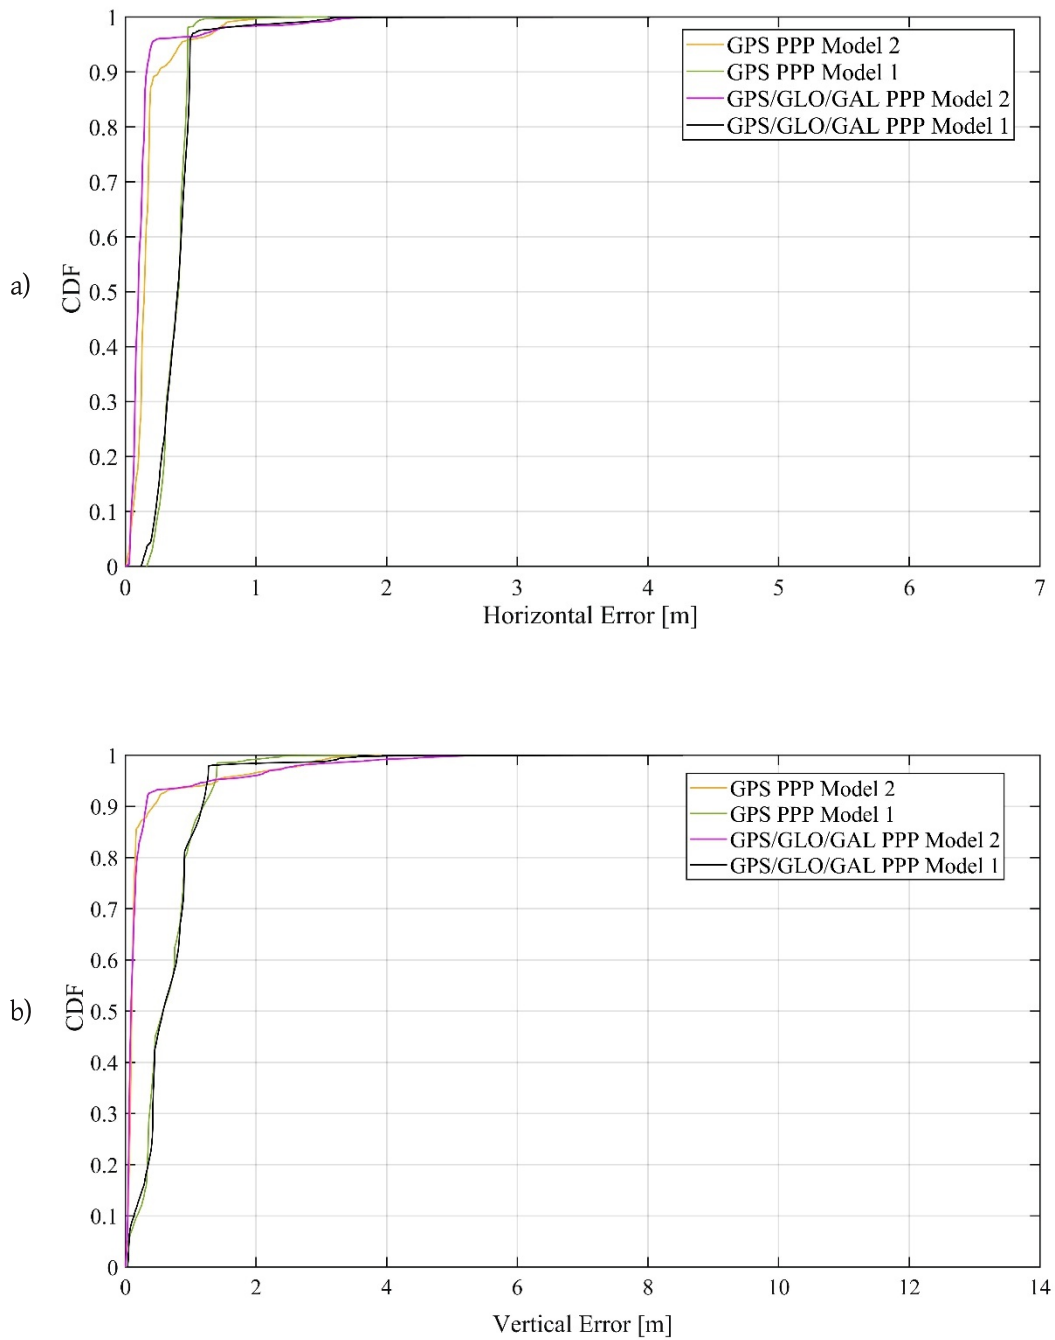 a)
CDF
1
0.9
0.8
0.7
0.6
0.5
0.4
0.3
0.2
0.1
0
GPS PPP Model 2
GPS PPP Model 1
GPS/GLO/GAL PPP Model 2
GPS/GLO/GAL PPP Model 1
0 1 2 3 4 5 6 7
Horizontal Error [m]
b)
CDF
1
0.9
0.8
0.7
0.6
0.5
0.4
0.3
0.2
0.1
0
GPS PPP Model 2
GPS PPP Model 1
GPS/GLO/GAL PPP Model 2
GPS/GLO/GAL PPP Model 1
0 2 4 6 8 10 12 14
Vertical Error [m]